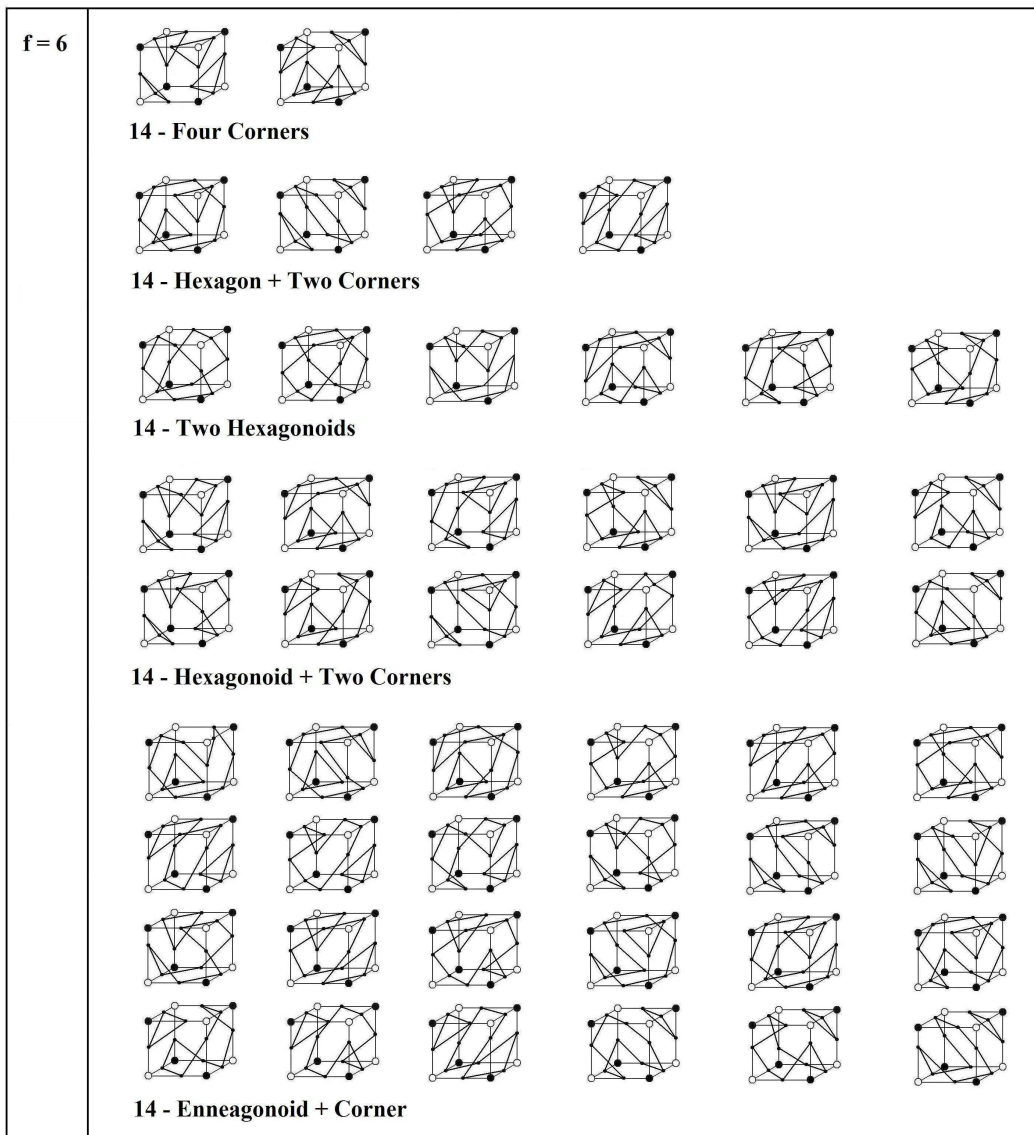 f = 6
14 - Four Corners
14 - Hexagon + Two Corners
14 - Two Hexagonoids
14 - Hexagonoid + Two Corners
14 - Enneagonoid + Corner